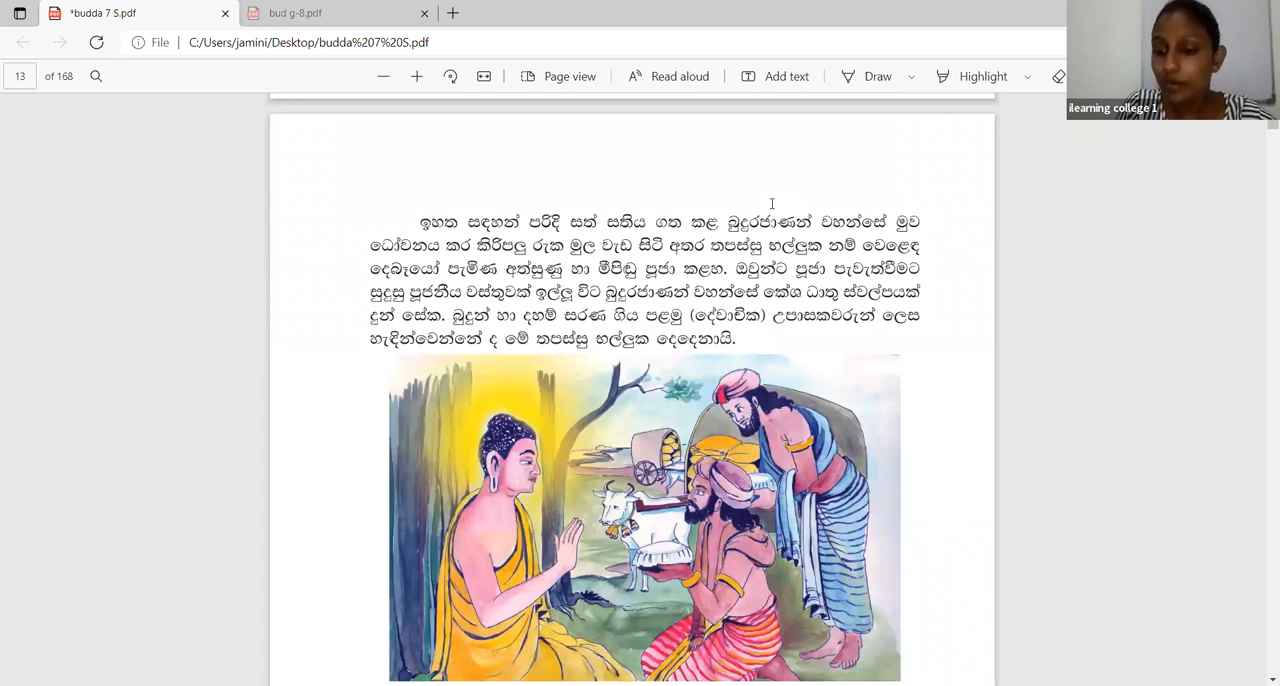 *budda 7 S.pdf
bud g-8.pdf
File C:/Users/jamini/Desktop/budda%207%20S.pdf
13 of 168 Page view Read aloud Add text Draw Highlight
ilearning college 1
ඉහත සඳහන් පරිදි සත් සතිය ගත කළ බුදුරජාණන් වහන්සේ මුව
ධෝවනය කර කිරිපලු රුක මුල වැඩ සිටි අතර තපස්සු භල්ලුක නම් වෙළෙඳ
දෙබෑයෝ පැමිණ අත්සුණු හා මීපිඬු පූජා කළහ. ඔවුන්ට පූජා පැවැත්වීමට
සුදුසු පූජනීය වස්තුවක් ඉල්ලූ විට බුදුරජාණන් වහන්සේ කේශ ධාතු ස්වල්පයක්
දුන් සේක. බුදුන් හා දහම් සරණ ගිය පළමු (දේවාචික) උපාසකවරුන් ලෙස
හැඳින්වෙන්නේ ද මේ තපස්සු භල්ලුක දෙදෙනායි.